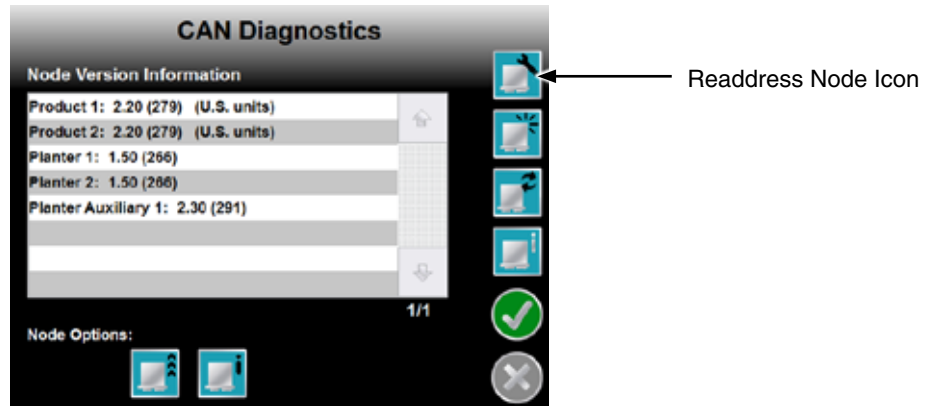 CAN Diagnostics
Node Version Information
Readdress Node Icon
Product 1: 2.20 (279) (U.S. units)
Product 2: 2.20 (279) (U.S. units)
Planter 1: 1.50 (266)
Planter 2: 1.50 (266)
Planter Auxiliary 1: 2.30 (291)
1/1
Node Options: